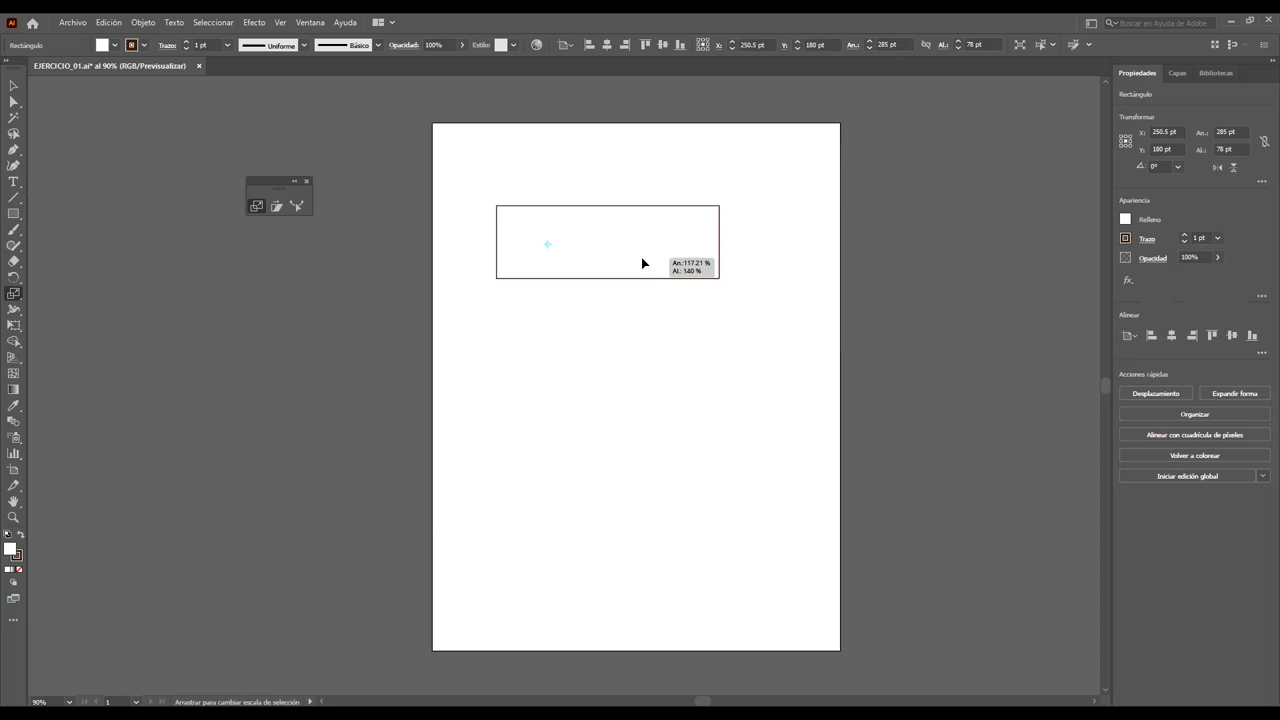 Ai Archivo Edición Objeto Texto Seleccionar Efecto Ver Ventana Ayuda Buscar en Ayuda de Adobe
Rectángulo Trazo: 1 pt Uniforme Básico Opacidad: 100% Estilo: X: 250.5 pt Y: 180 pt An.: 285 pt Al.: 78 pt
EJERCICIO_01.ai* al 90% (RGB/Previsualizar) ×
Propiedades Capas Bibliotecas
Rectángulo
Transformar
X: 250.5 pt An.: 285 pt
Y: 180 pt Al.: 78 pt
0°
Apariencia
Relleno
Trazo 1 pt
Opacidad 100%
fx
An.:117.21 %
Al.: 140 %
Alinear
Acciones rápidas
Desplazamiento Expandir forma
Organizar
Alinear con cuadrícula de píxeles
Volver a colorear
Iniciar edición global
90% 1 Arrastrar para cambiar escala de selección